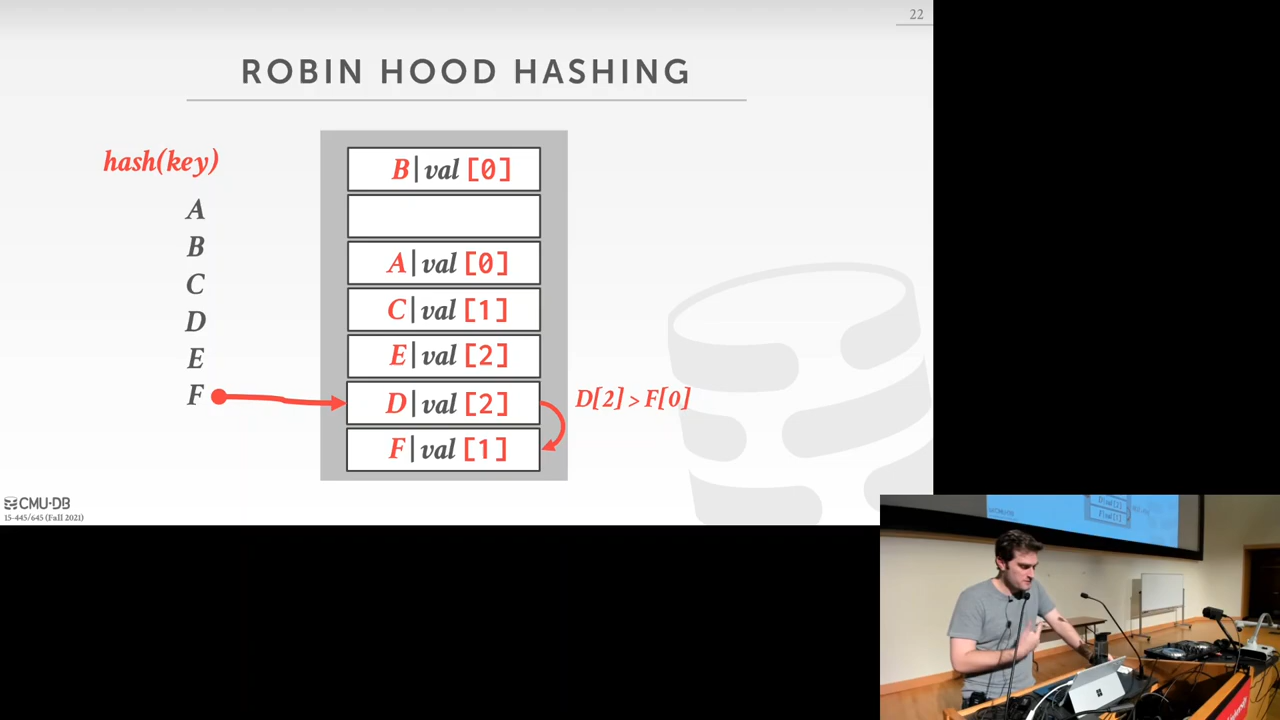 22
ROBIN HOOD HASHING
hash(key)
A
B
C
D
E
F
B|val [0]
A|val [0]
C|val [1]
E|val [2]
D|val [2]
F|val [1]
D[2] > F[0]
CMU·DB
15-445/645 (Fall 2021)